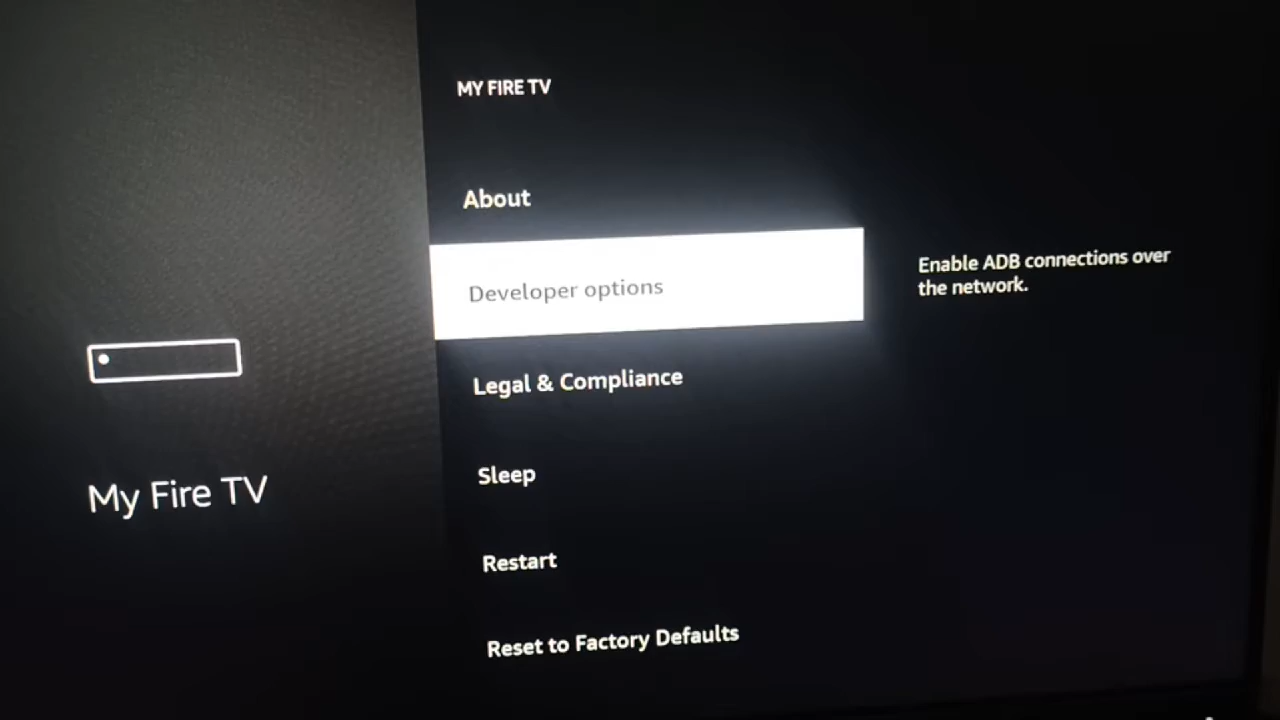 MY FIRE TV
About
Developer options
Enable ADB connections over
the network.
Legal & Compliance
Sleep
My Fire TV
Restart
Reset to Factory Defaults